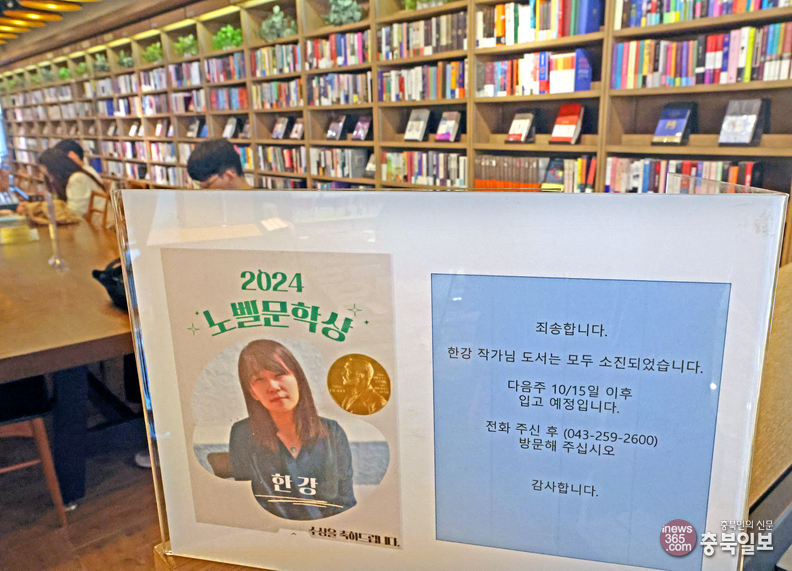 2024
노벨문학상
한강
수상을 축하드립니다.
죄송합니다.
한강 작가님 도서는 모두 소진되었습니다.
다음주 10/15일 이후
입고 예정입니다.
전화 주신 후 (043-259-2600)
방문해 주십시오
감사합니다.
inews
365.com
충북인의 신문
충북일보